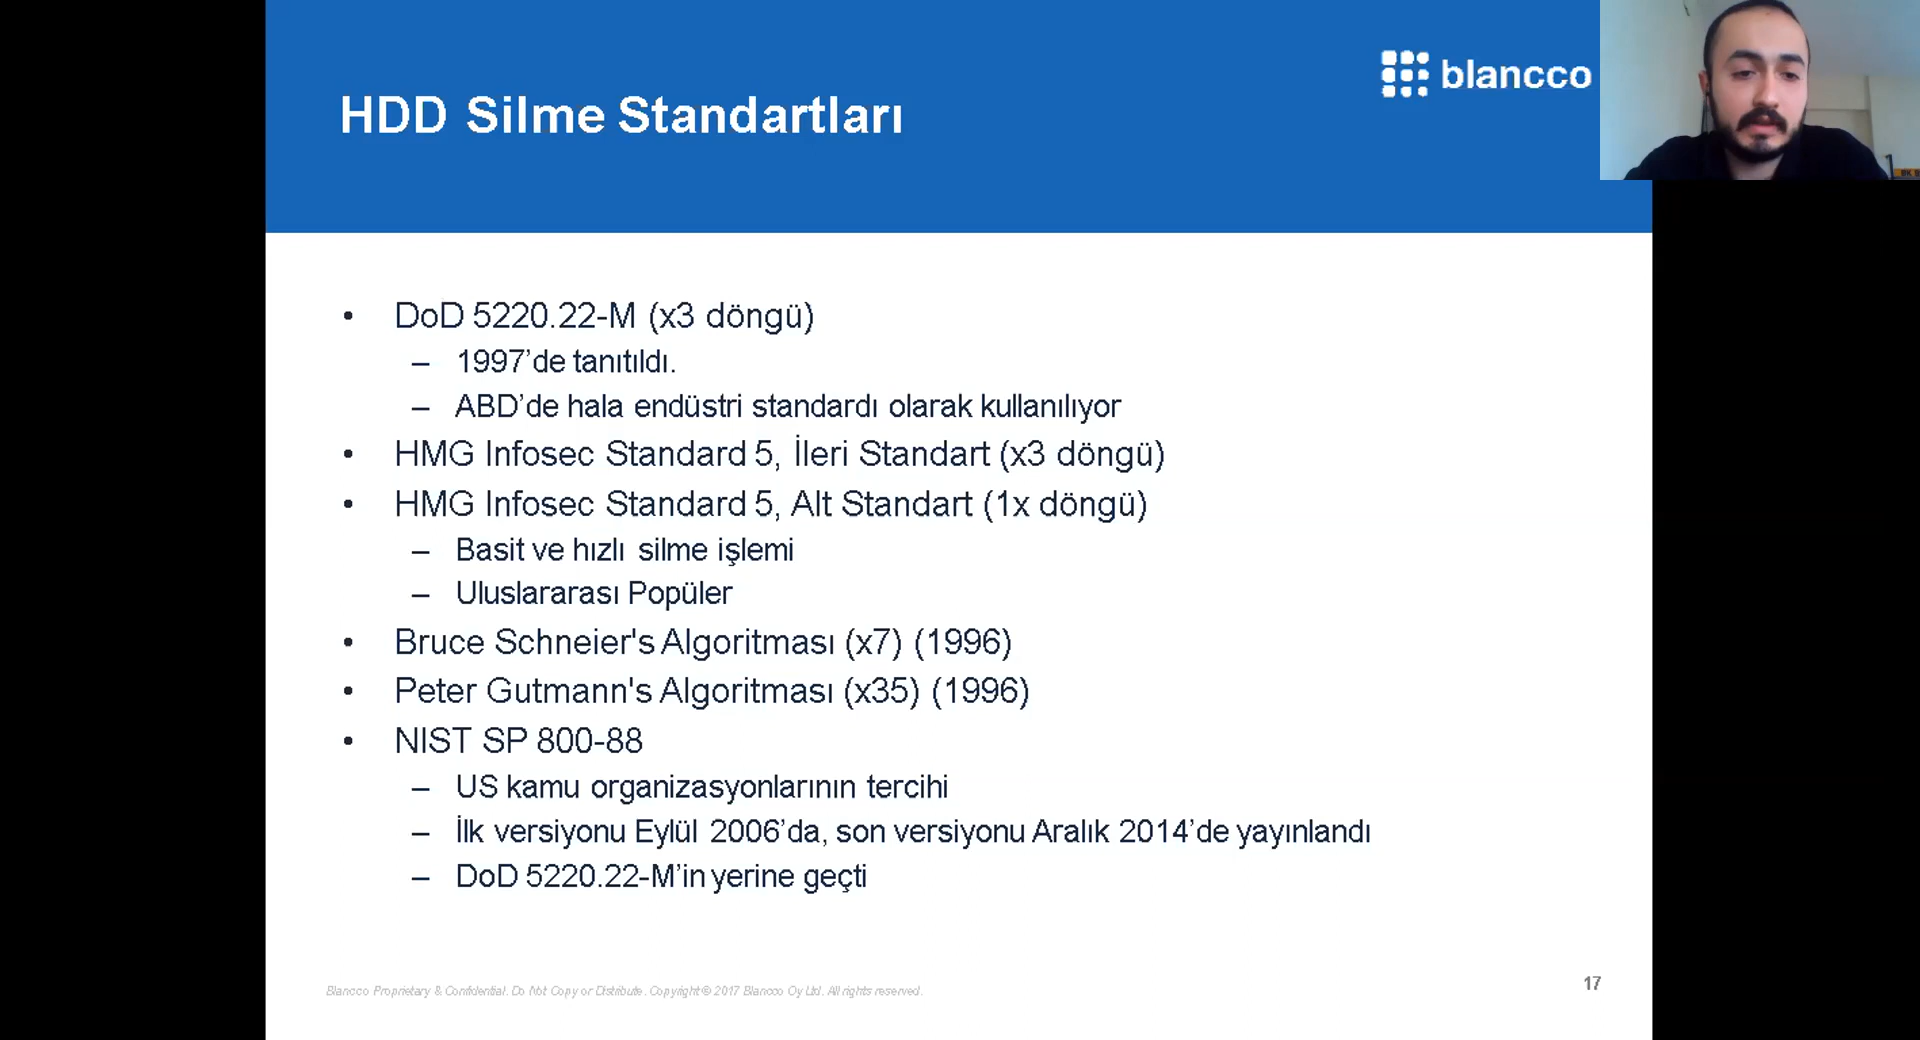 blancco
HDD Silme Standartları
• DoD 5220.22-M (x3 döngü)
– 1997’de tanıtıldı.
– ABD’de hala endüstri standardı olarak kullanılıyor
• HMG Infosec Standard 5, İleri Standart (x3 döngü)
• HMG Infosec Standard 5, Alt Standart (1x döngü)
– Basit ve hızlı silme işlemi
– Uluslararası Popüler
• Bruce Schneier's Algoritması (x7) (1996)
• Peter Gutmann's Algoritması (x35) (1996)
• NIST SP 800-88
– US kamu organizasyonlarının tercihi
– İlk versiyonu Eylül 2006’da, son versiyonu Aralık 2014’de yayınlandı
– DoD 5220.22-M’in yerine geçti
Blancco Proprietary & Confidential. Do Not Copy or Distribute. Copyright © 2017 Blancco Oy Ltd. All rights reserved.
17